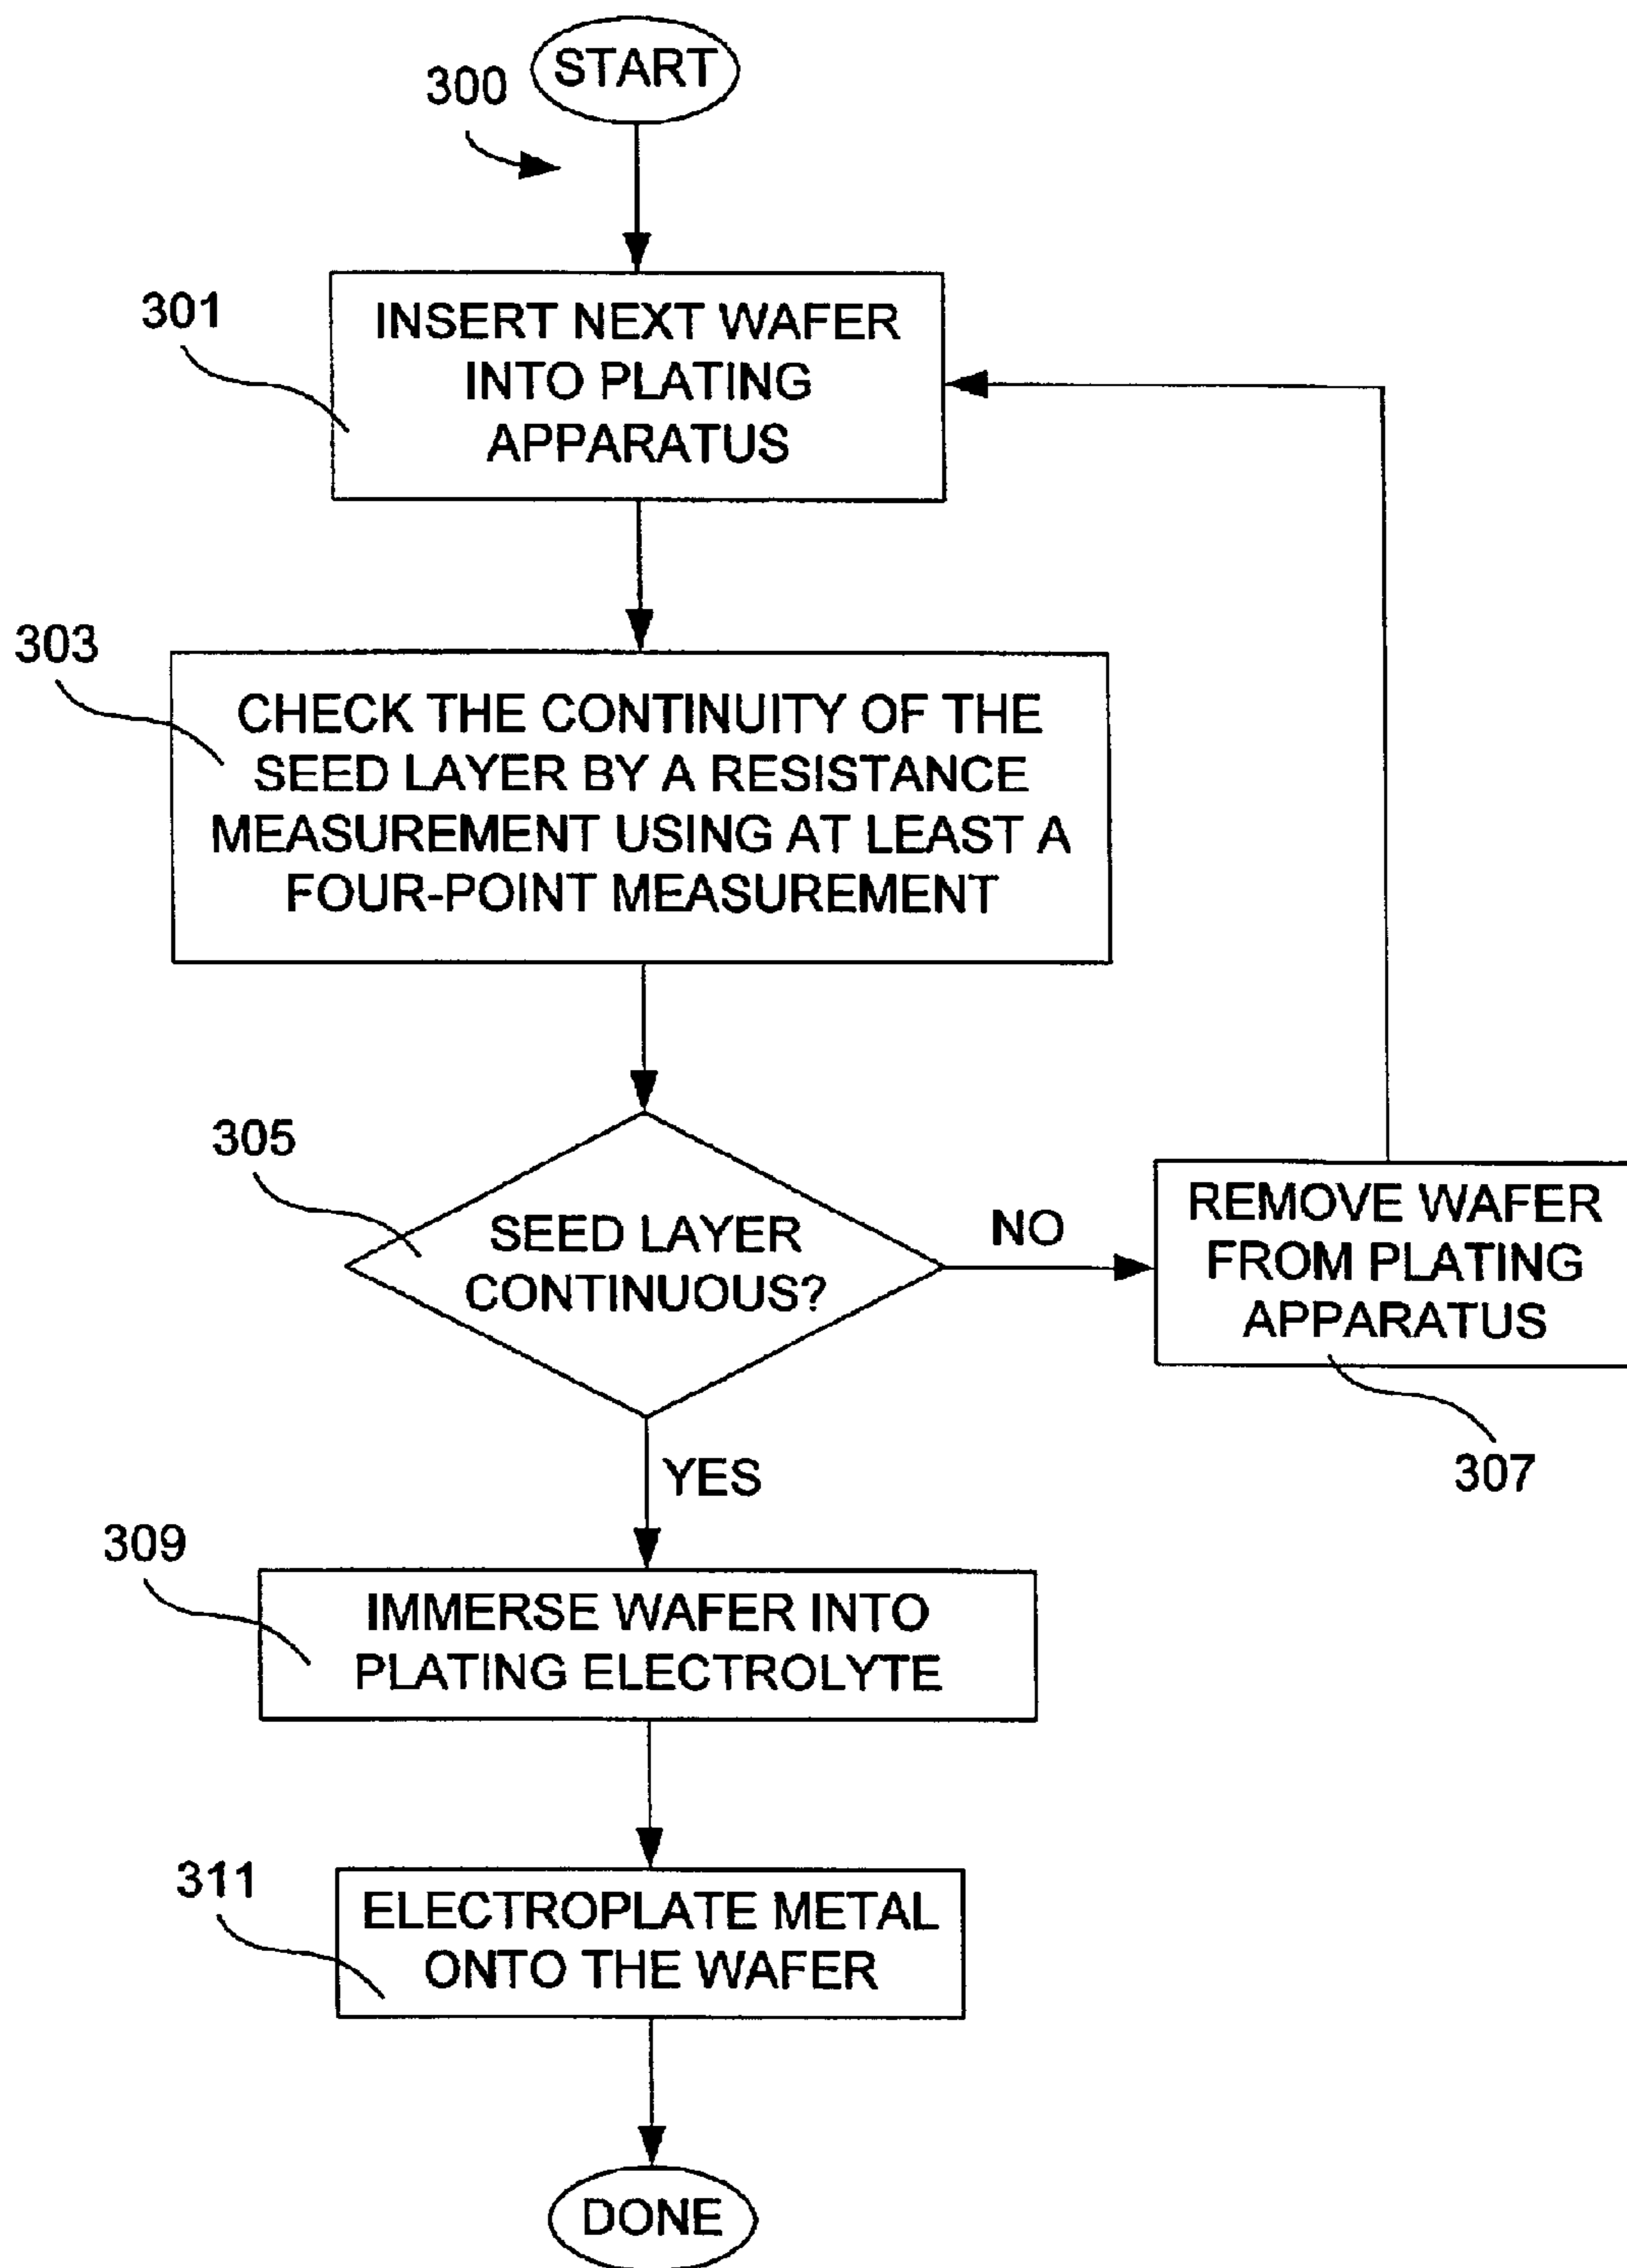 START
300
301
INSERT NEXT WAFER
INTO PLATING
APPARATUS
303
CHECK THE CONTINUITY OF THE
SEED LAYER BY A RESISTANCE
MEASUREMENT USING AT LEAST A
FOUR-POINT MEASUREMENT
305
SEED LAYER
CONTINUOUS?
NO
REMOVE WAFER
FROM PLATING
APPARATUS
307
YES
309
IMMERSE WAFER INTO
PLATING ELECTROLYTE
311
ELECTROPLATE METAL
ONTO THE WAFER
DONE